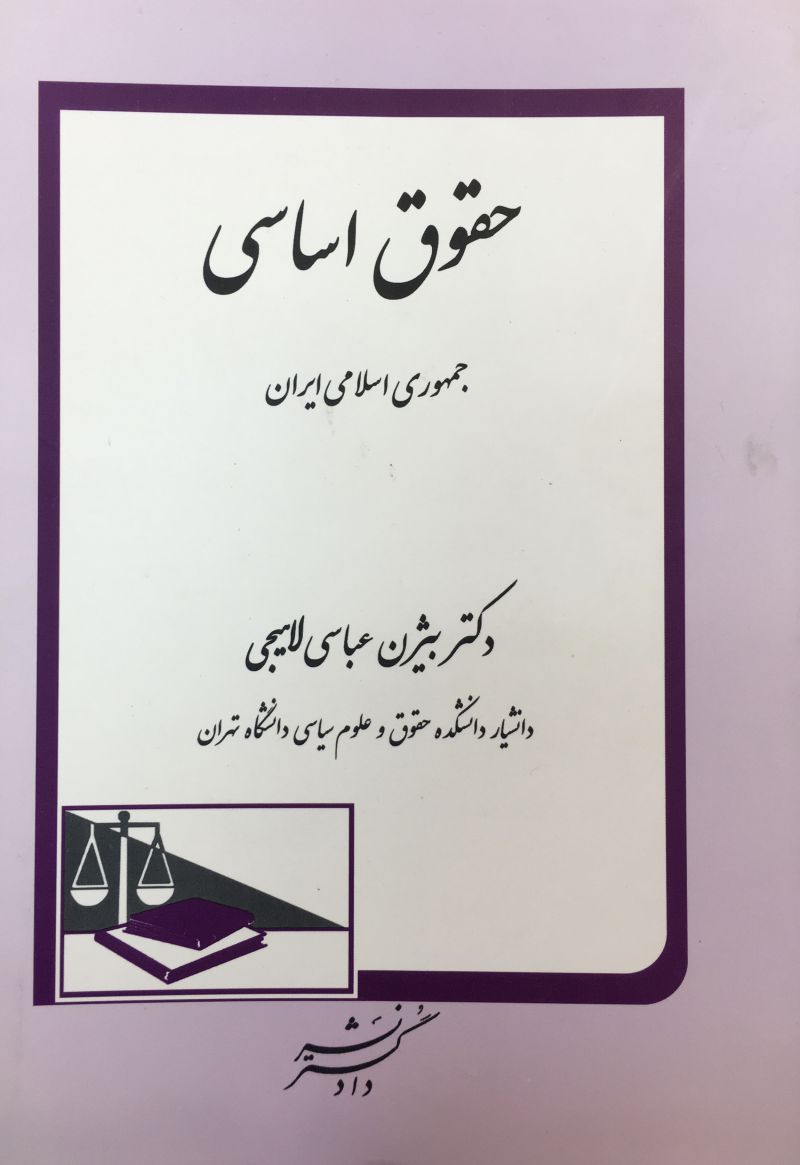 حقوق اساسی
جمهوری اسلامی ایران
دکتر بیژن عباسی لاهیجی
دانشیار دانشکده حقوق و علوم سیاسی دانشگاه تهران
نشر
دادگستر